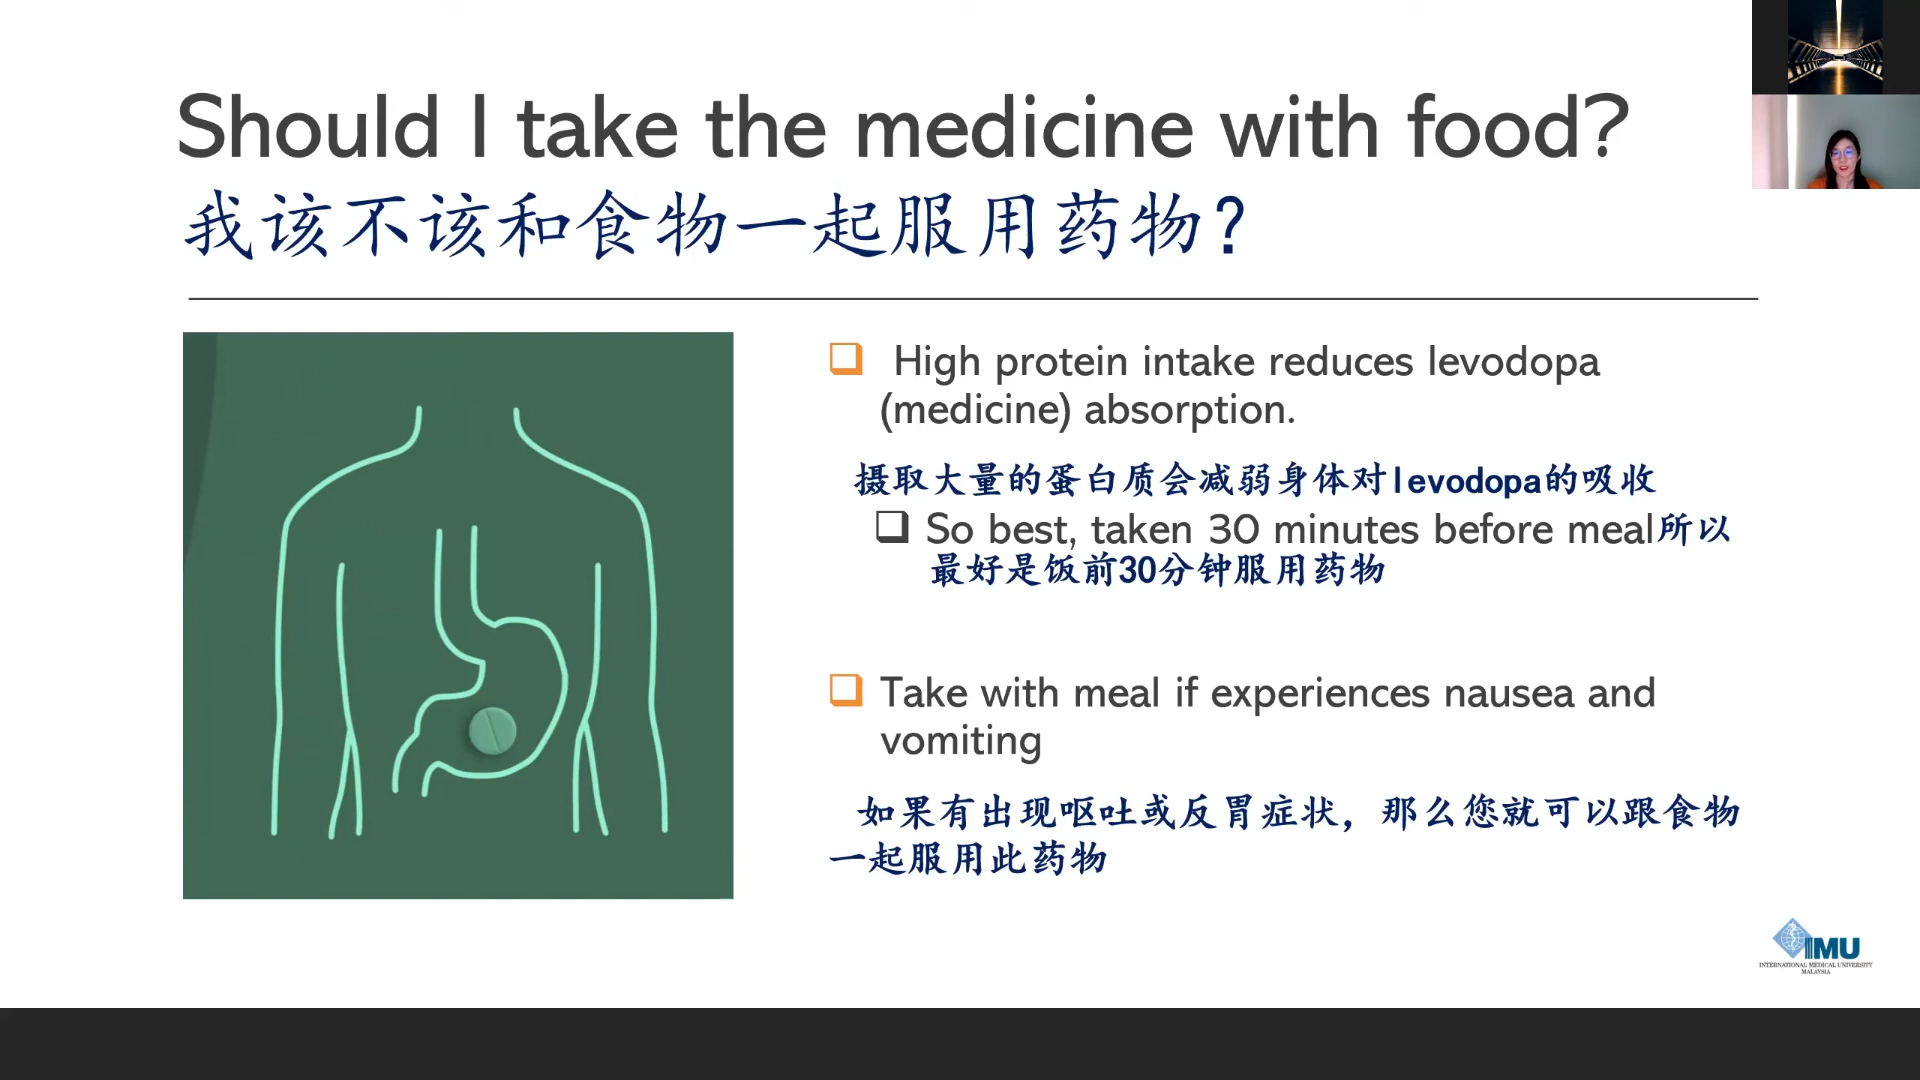 Should I take the medicine with food?
我该不该和食物一起服用药物?
High protein intake reduces levodopa
(medicine) absorption.
摄取大量的蛋白质会减弱身体对levodopa的吸收
So best, taken 30 minutes before meal所以
最好是饭前30分钟服用药物
Take with meal if experiences nausea and
vomiting
如果有出现呕吐或反胃症状，那么您就可以跟食物
一起服用此药物
IMU
INTERNATIONAL MEDICAL UNIVERSITY
MALAYSIA